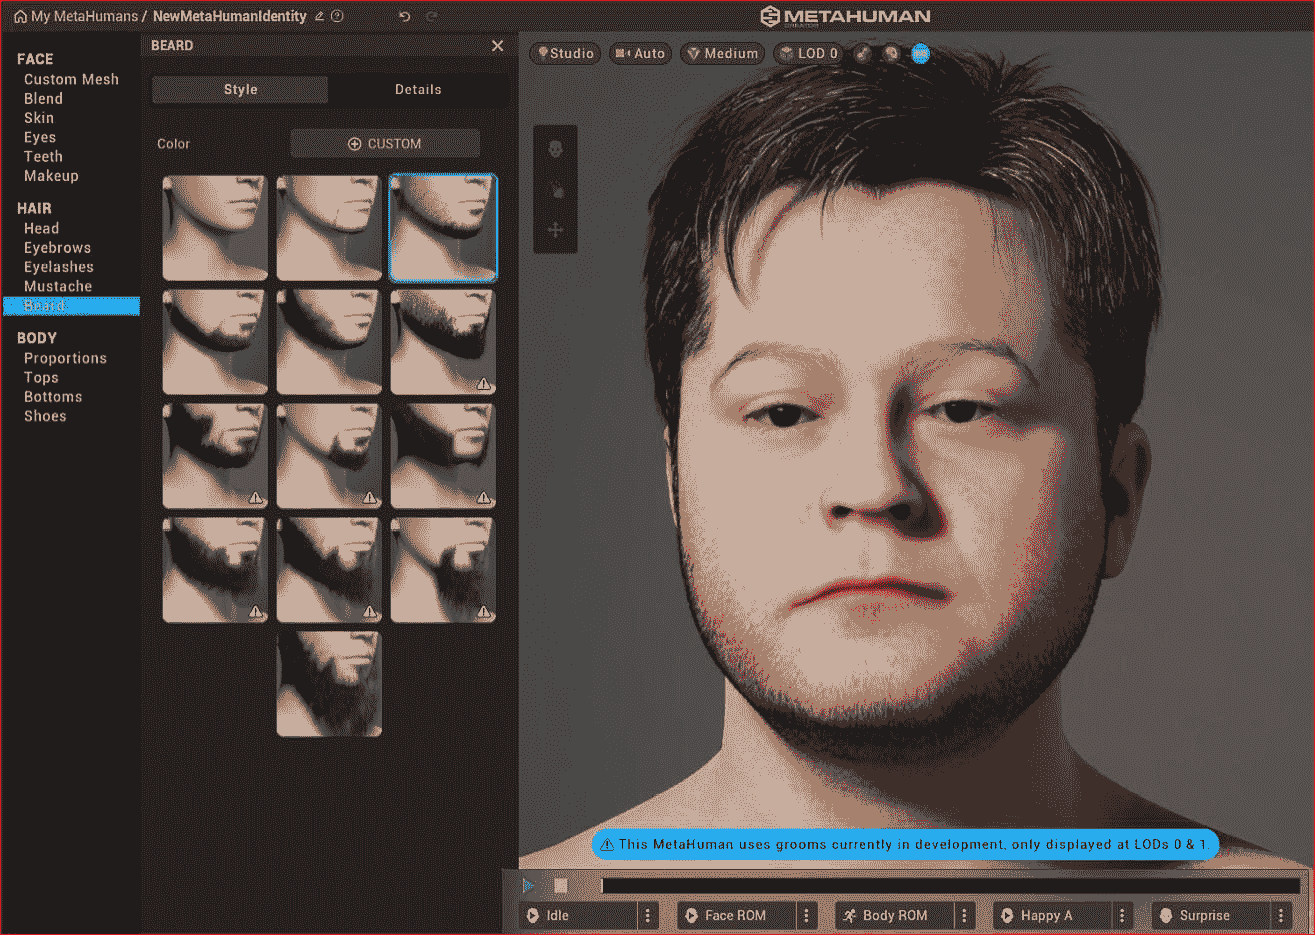 My MetaHumans / NewMetaHumanIdentity
METAHUMAN
CREATOR
FACE
Custom Mesh
Blend
Skin
Eyes
Teeth
Makeup
HAIR
Head
Eyebrows
Eyelashes
Mustache
Beard
BODY
Proportions
Tops
Bottoms
Shoes
BEARD
Style
Details
Color
CUSTOM
Studio
Auto
Medium
LOD 0
This MetaHuman uses grooms currently in development, only displayed at LODs 0 & 1.
Idle
Face ROM
Body ROM
Happy A
Surprise